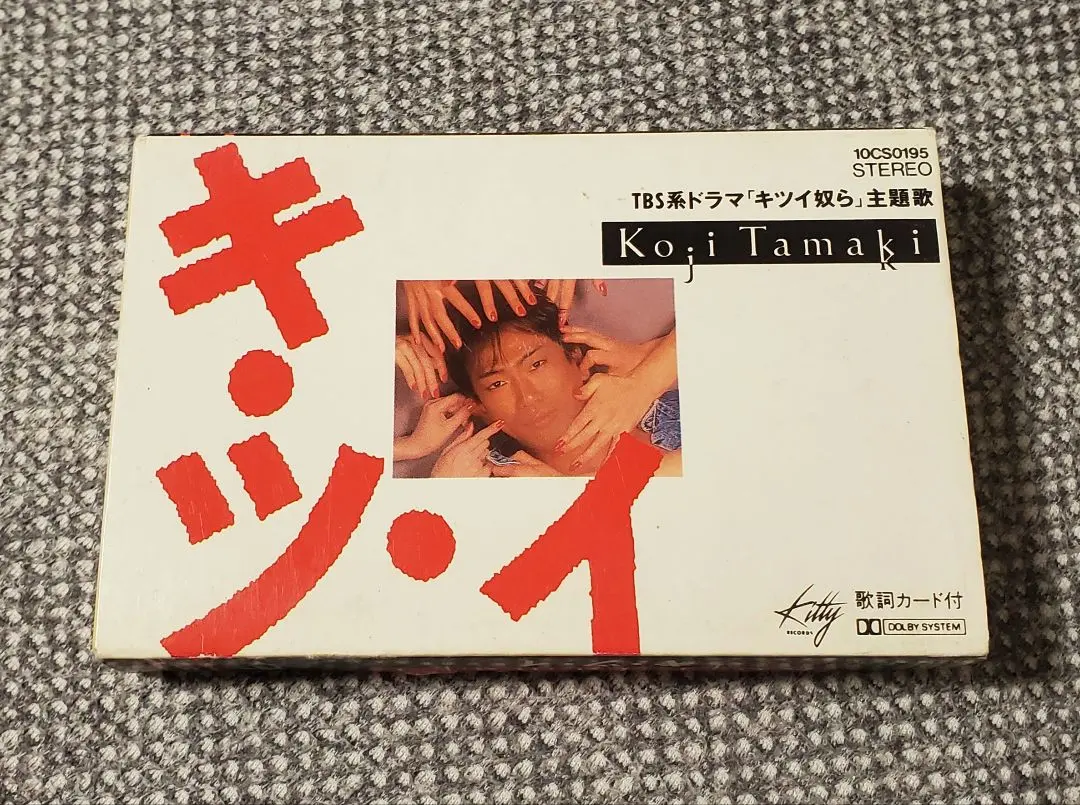 キ・ツ・イ
10CS0195
STEREO
TBS系ドラマ「キツイ奴ら」主題歌
Koji Tamaki
Kitty
RECORDS
歌詞カード付
DOLBY SYSTEM